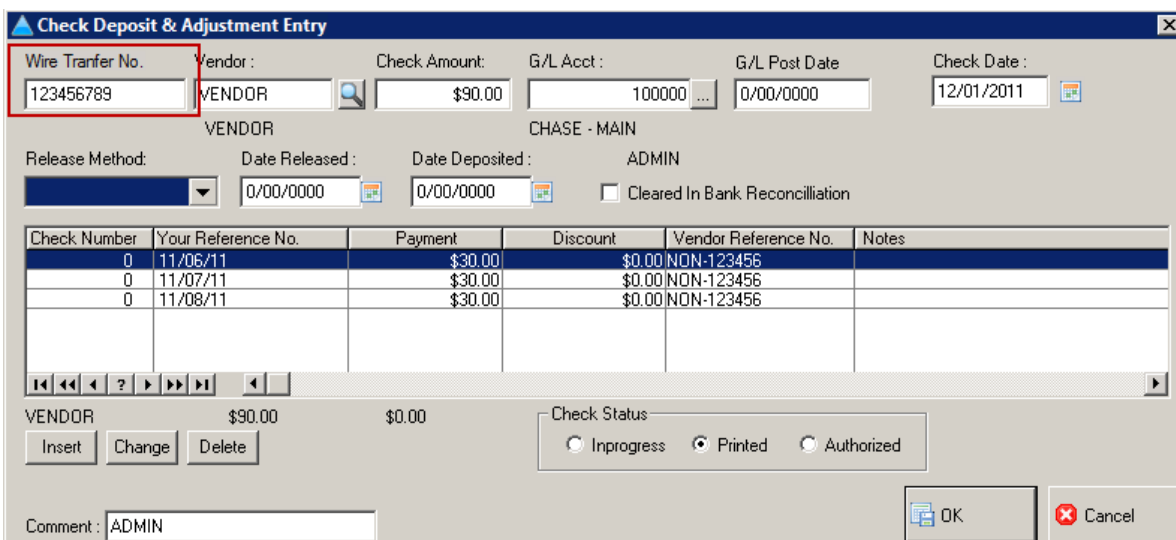 Check Deposit & Adjustment Entry
Wire Tranfer No. Vendor : Check Amount: G/L Acct : G/L Post Date Check Date :
123456789 VENDOR $90.00 100000 ... 0/00/0000 12/01/2011
VENDOR CHASE - MAIN
Release Method: Date Released : Date Deposited : ADMIN
0/00/0000 0/00/0000 Cleared In Bank Reconcilliation
Check Number Your Reference No. Payment Discount Vendor Reference No. Notes
0 11/06/11 $30.00 $0.00 NON-123456
0 11/07/11 $30.00 $0.00 NON-123456
0 11/08/11 $30.00 $0.00 NON-123456
?
VENDOR $90.00 $0.00 Check Status
Insert Change Delete Inprogress Printed Authorized
Comment : ADMIN OK Cancel